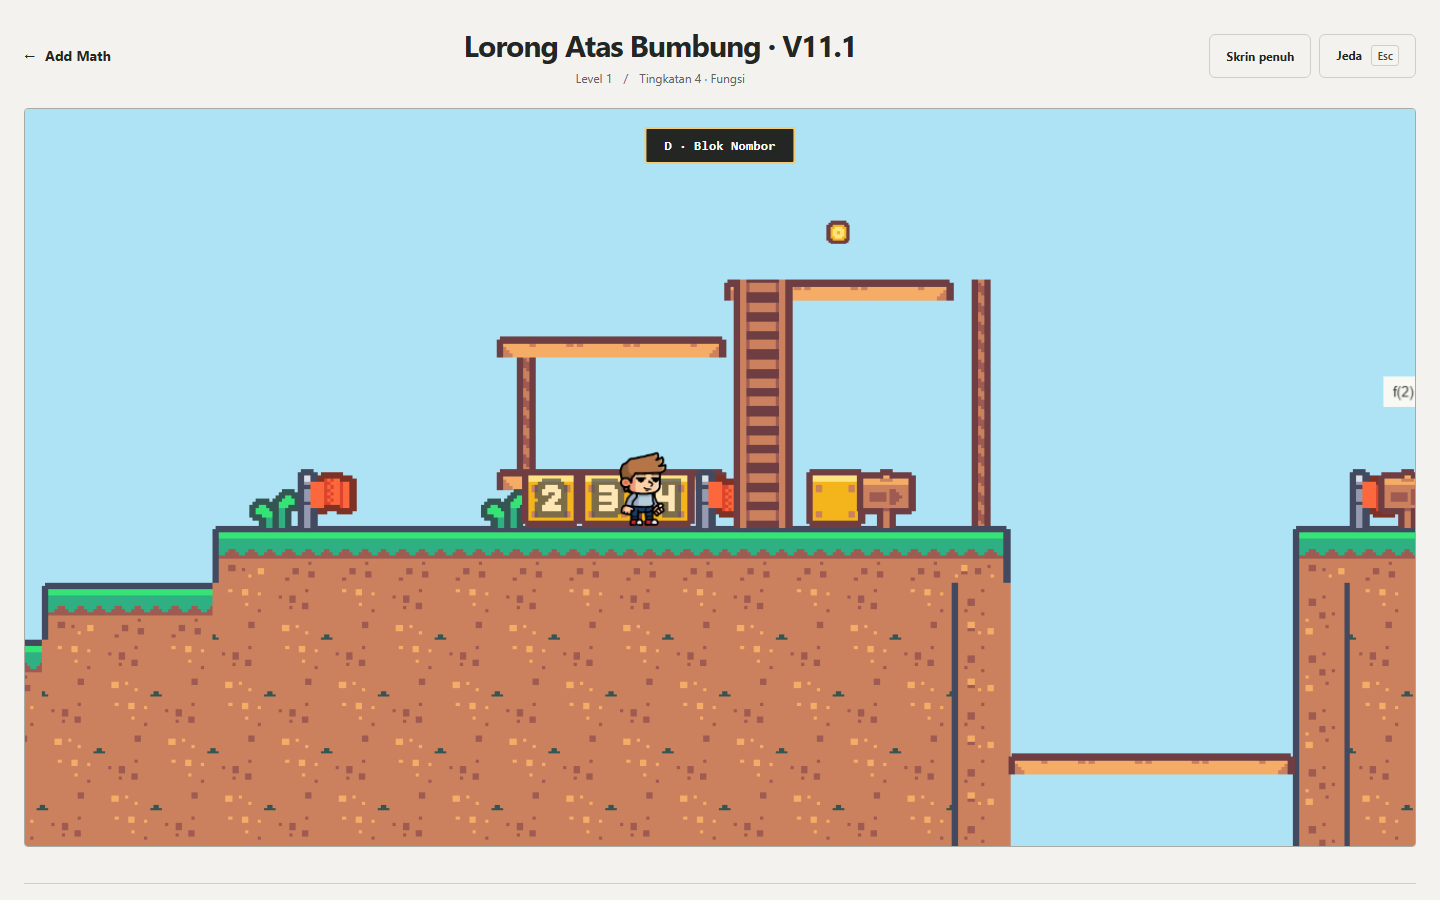 ← Add Math
Lorong Atas Bumbung · V11.1
Level 1 / Tingkatan 4 · Fungsi
Skrin penuh
Jeda Esc
D · Blok Nombor
f(2)
2 3 4